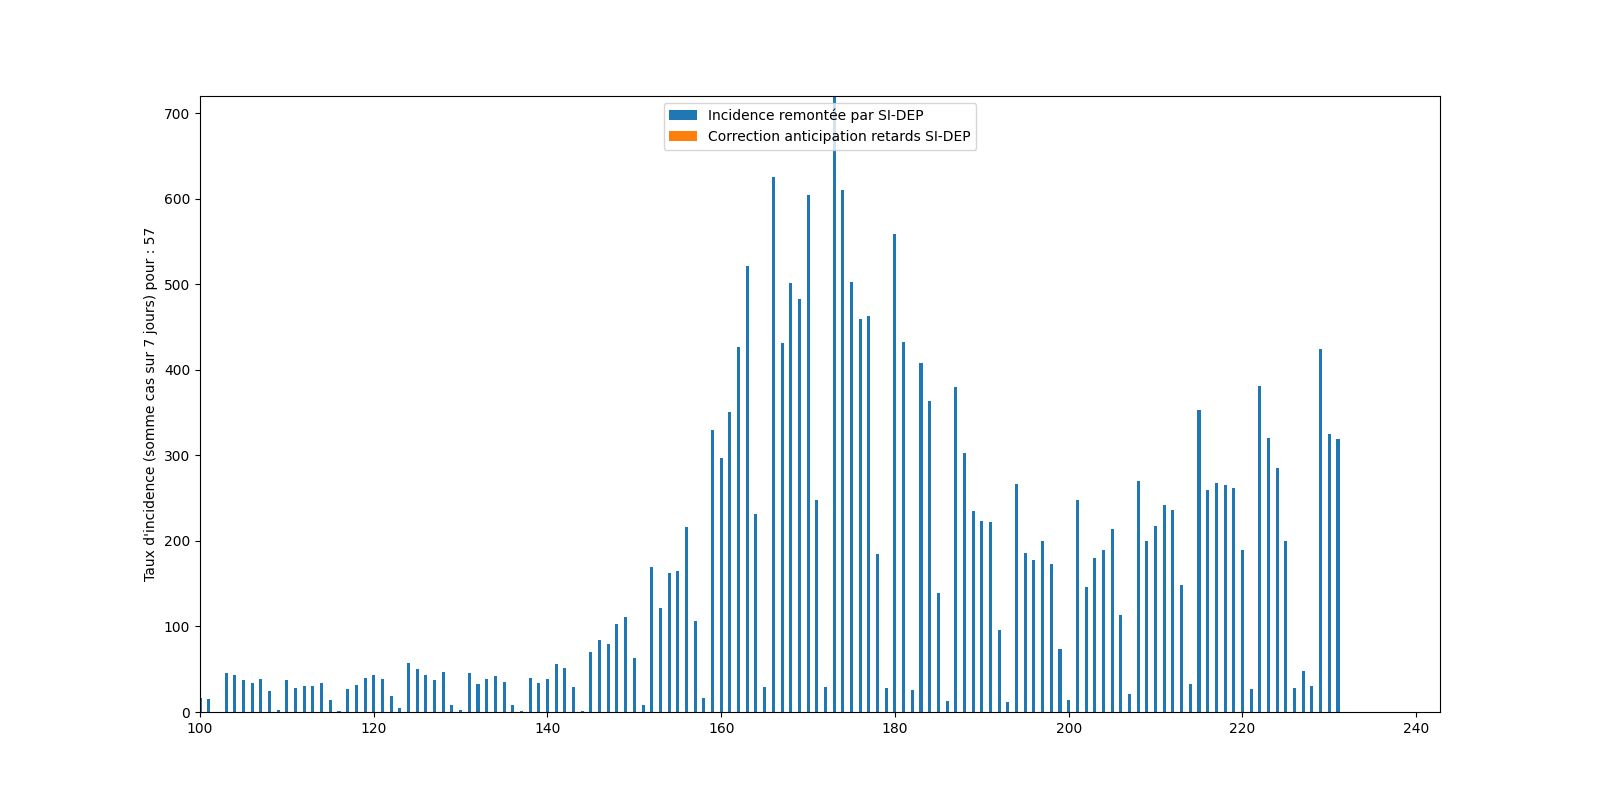 700
600
500
400
300
200
100
0
Taux d'incidence (somme cas sur 7 jours) pour : 57
Incidence remontée par SI-DEP
Correction anticipation retards SI-DEP
100 120 140 160 180 200 220 240